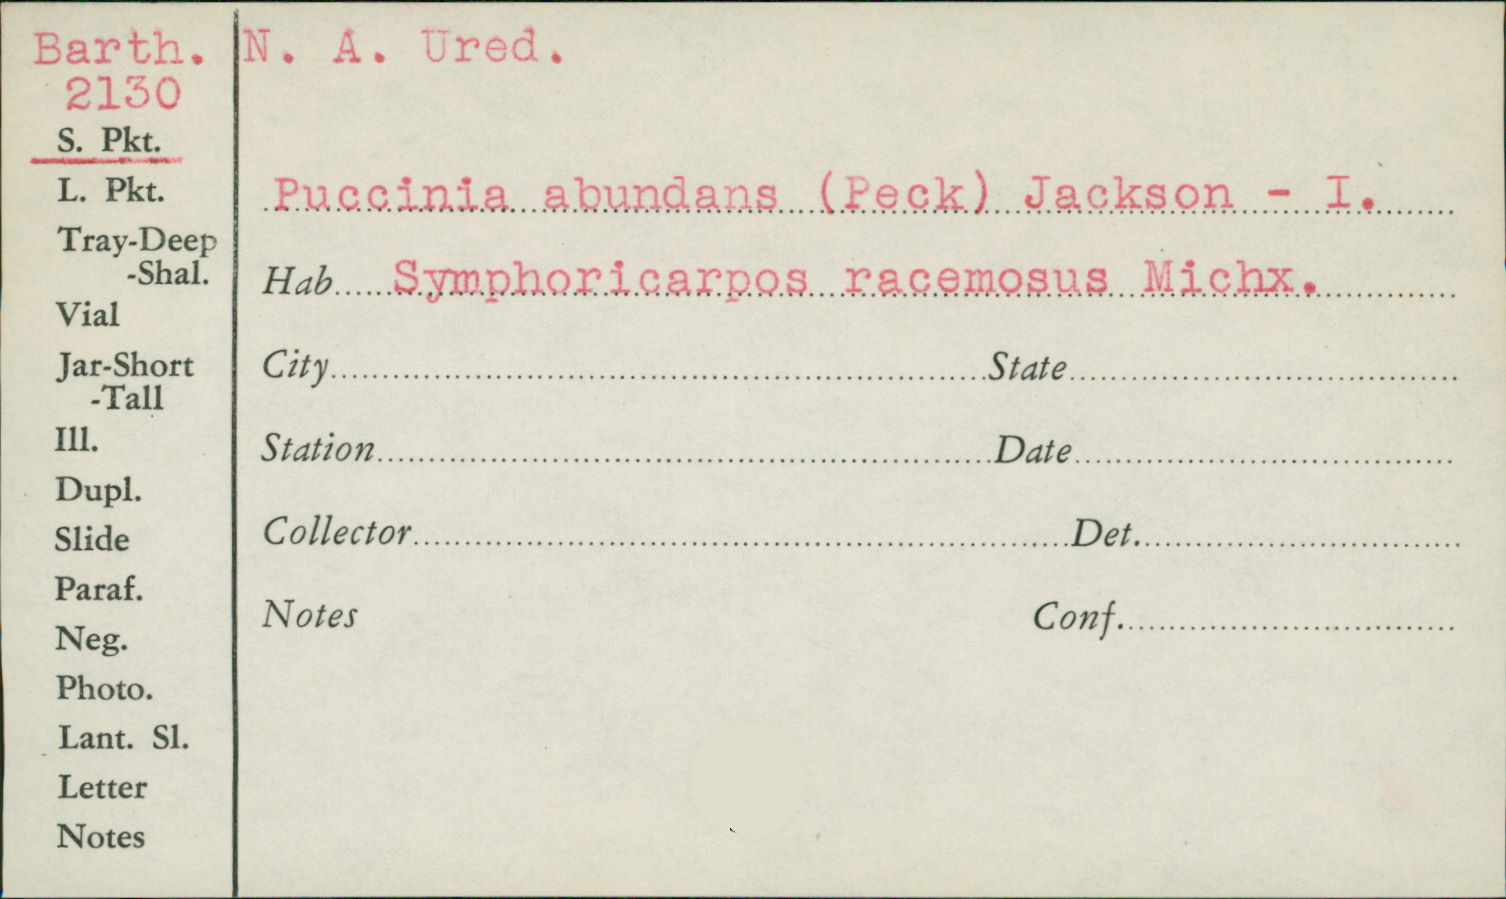 Barth. N. A. Ured.
2130
S. Pkt.
L. Pkt.
Puccinia abundans (Peck) Jackson - I.
Tray-Deep
-Shal.
Hab Symphoricarpos racemosus Michx.
Vial
Jar-Short
-Tall
City State
Ill.
Station Date
Dupl.
Slide
Collector Det.
Paraf.
Neg.
Notes Conf.
Photo.
Lant. Sl.
Letter
Notes